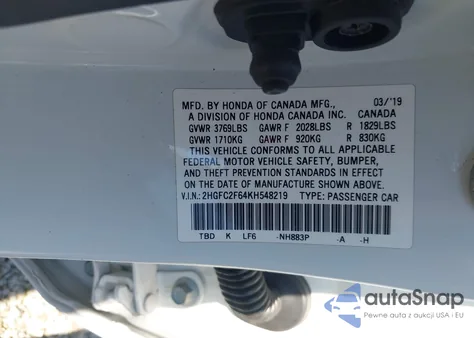 MFD. BY HONDA OF CANADA MFG., 03/'19
A DIVISION OF HONDA CANADA INC. CANADA
GVWR 3769LBS GAWR F 2028LBS R 1829LBS
GVWR 1710KG GAWR F 920KG R 830KG
THIS VEHICLE CONFORMS TO ALL APPLICABLE
FEDERAL MOTOR VEHICLE SAFETY, BUMPER,
AND THEFT PREVENTION STANDARDS IN EFFECT
ON THE DATE OF MANUFACTURE SHOWN ABOVE.
V.I.N.: 2HGFC2F64KH548219 TYPE: PASSENGER CAR
TBD K LF6 -NH883P -A -H
autoSnap
Pewne auta z aukcji USA i EU